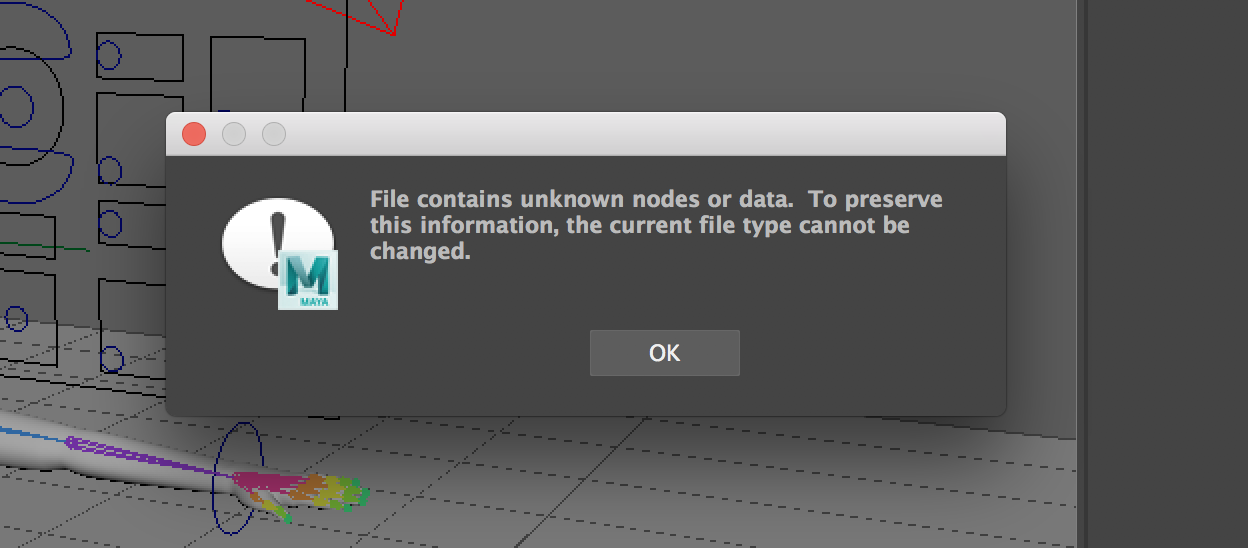 File contains unknown nodes or data.  To preserve
this information, the current file type cannot be
changed.
MAYA
OK